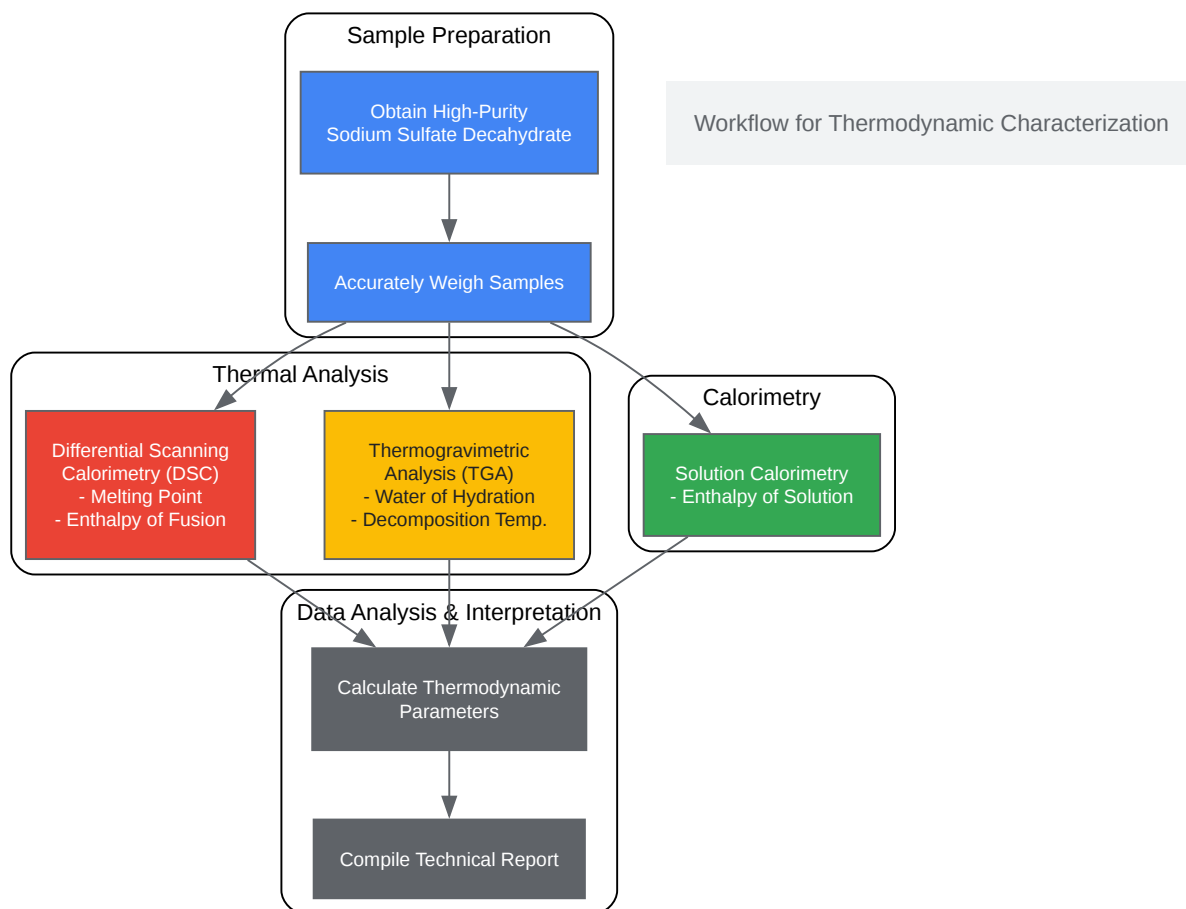 Sample Preparation
Obtain High-Purity
Sodium Sulfate Decahydrate
Workflow for Thermodynamic Characterization
Accurately Weigh Samples
Thermal Analysis
Differential Scanning
Calorimetry (DSC)
- Melting Point
- Enthalpy of Fusion
Thermogravimetric
Analysis (TGA)
- Water of Hydration
- Decomposition Temp.
Calorimetry
Solution Calorimetry
- Enthalpy of Solution
Data Analysis & Interpretation
Calculate Thermodynamic
Parameters
Compile Technical Report